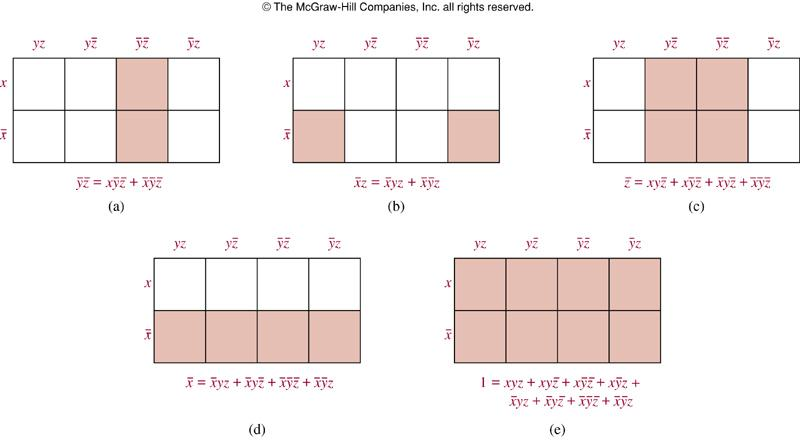 © The McGraw-Hill Companies, Inc. all rights reserved.
yz yz̄ ȳz̄ ȳz
x
x̄
ȳz̄ = xȳz̄ + x̄ȳz̄
(a)
yz yz̄ ȳz̄ ȳz
x
x̄
x̄z = x̄yz + x̄ȳz
(b)
yz yz̄ ȳz̄ ȳz
x
x̄
z̄ = xyz̄ + xȳz̄ + x̄yz̄ + x̄ȳz̄
(c)
yz yz̄ ȳz̄ ȳz
x
x̄
x̄ = x̄yz + x̄yz̄ + x̄ȳz̄ + x̄ȳz
(d)
yz yz̄ ȳz̄ ȳz
x
x̄
1 = xyz + xyz̄ + xȳz̄ + xȳz +
x̄yz + x̄yz̄ + x̄ȳz̄ + x̄ȳz
(e)